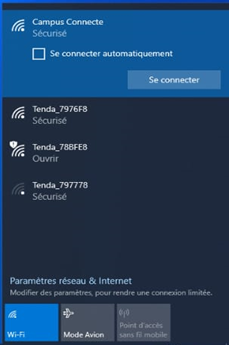 Campus Connecte
Sécurisé
Se connecter automatiquement
Se connecter
Tenda_7976F8
Sécurisé
Tenda_78BFE8
Ouvrir
Tenda_797778
Sécurisé
Paramètres réseau & Internet
Modifier des paramètres, pour rendre une connexion limitée.
Wi-Fi
Mode Avion
Point d'accès
sans fil mobile